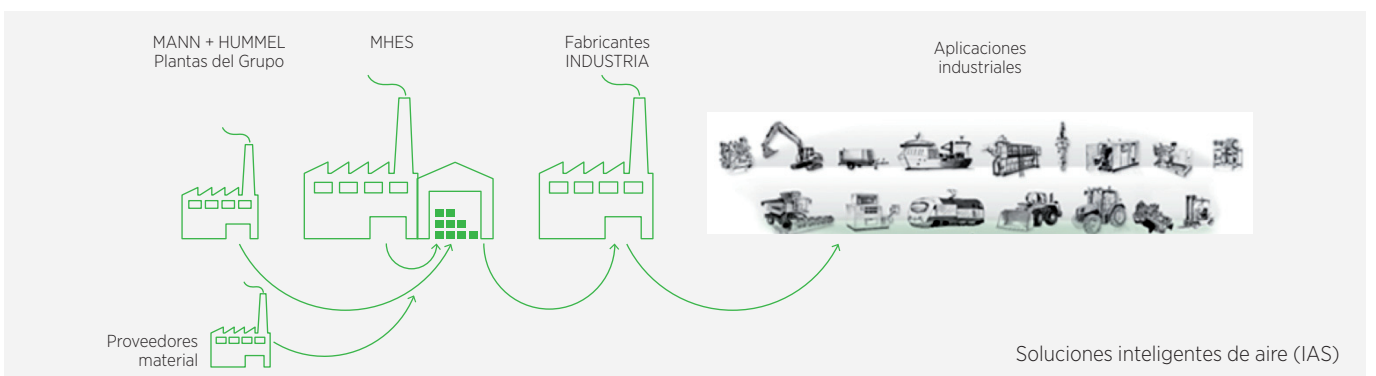 MANN + HUMMEL
Plantas del Grupo
MHES
Fabricantes
INDUSTRIA
Aplicaciones
industriales
Proveedores
material
Soluciones inteligentes de aire (IAS)